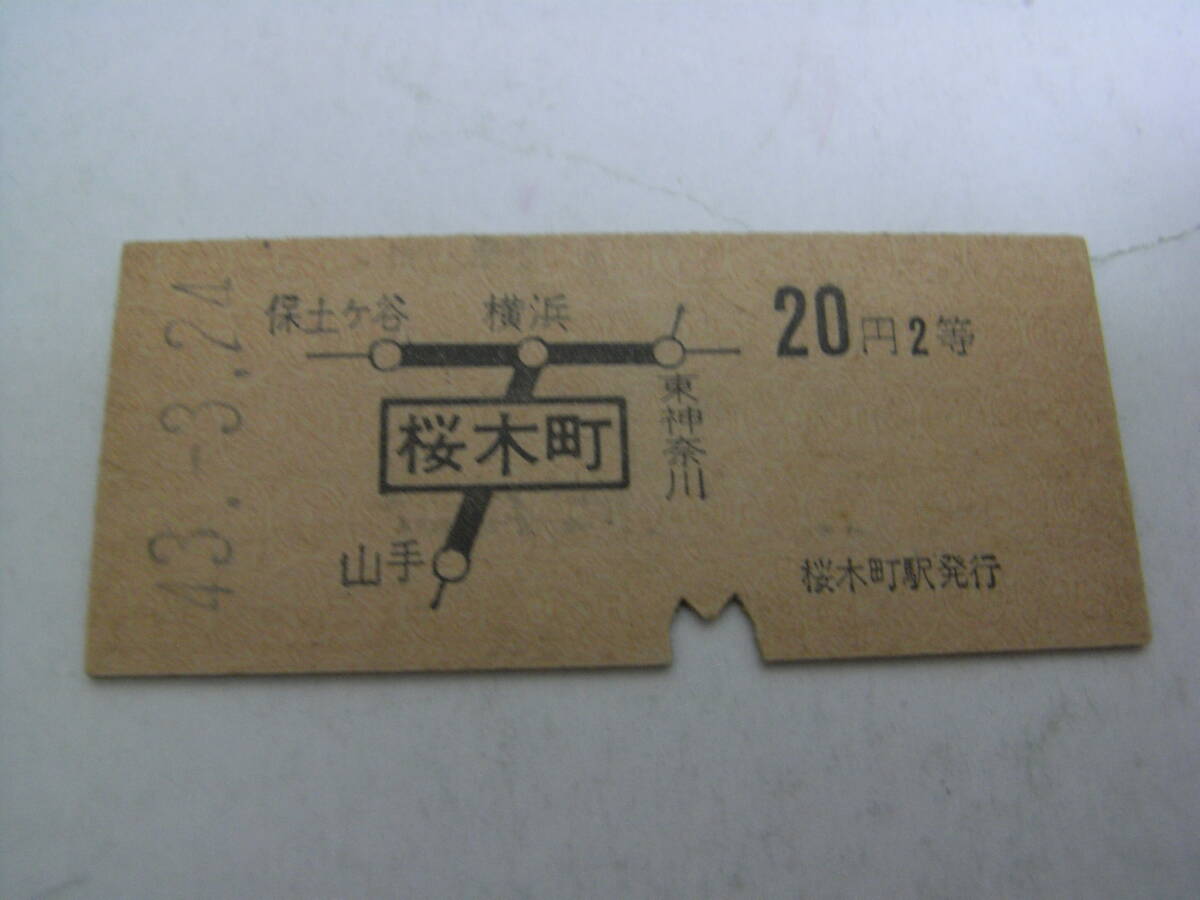 43.-3.24
保土ケ谷 横浜
20円2等
東神奈川
桜木町
山手
桜木町駅発行